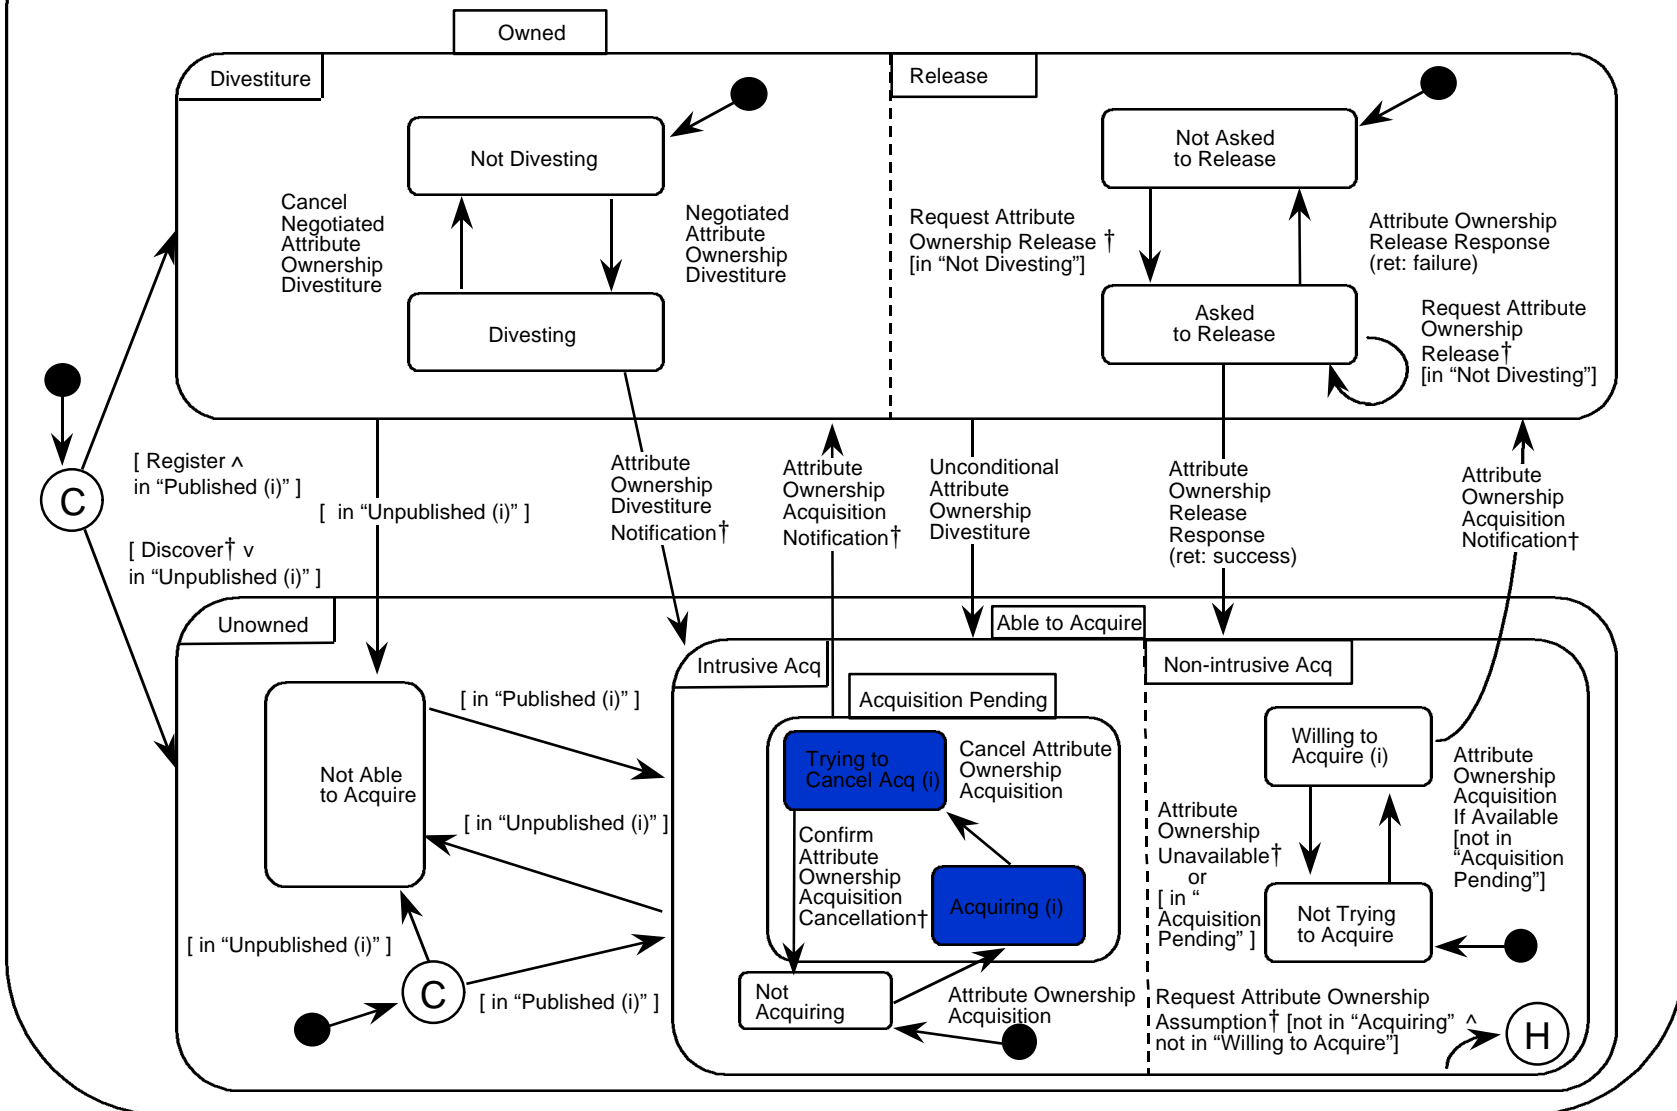 Owned
Divestiture
Release
Not Divesting
Not Asked
to Release
Cancel
Negotiated
Attribute
Ownership
Divestiture
Negotiated
Attribute
Ownership
Divestiture
Request Attribute
Ownership Release †
[in “Not Divesting”]
Attribute Ownership
Release Response
(ret: failure)
Divesting
Asked
to Release
Request Attribute
Ownership
Release†
[in “Not Divesting”]
C
[ Register ^
in “Published (i)” ]
[ in “Unpublished (i)” ]
[ Discover† v
in “Unpublished (i)” ]
Attribute
Ownership
Divestiture
Notification†
Attribute
Ownership
Acquisition
Notification†
Unconditional
Attribute
Ownership
Divestiture
Attribute
Ownership
Release
Response
(ret: success)
Attribute
Ownership
Acquisition
Notification†
Unowned
Able to Acquire
Intrusive Acq
Non-intrusive Acq
[ in “Published (i)” ]
Acquisition Pending
Not Able
to Acquire
Trying to
Cancel Acq (i)
Cancel Attribute
Ownership
Acquisition
Willing to
Acquire (i)
Attribute
Ownership
Acquisition
If Available
[not in
“Acquisition
Pending”]
[ in “Unpublished (i)” ]
Confirm
Attribute
Ownership
Acquisition
Cancellation†
Acquiring (i)
Attribute
Ownership
Unavailable†
or
[ in “
Acquisition
Pending” ]
Not Trying
to Acquire
[ in “Unpublished (i)” ]
C
[ in “Published (i)” ]
Not
Acquiring
Attribute Ownership
Acquisition
Request Attribute Ownership
Assumption† [not in “Acquiring” ^
not in “Willing to Acquire”]
H